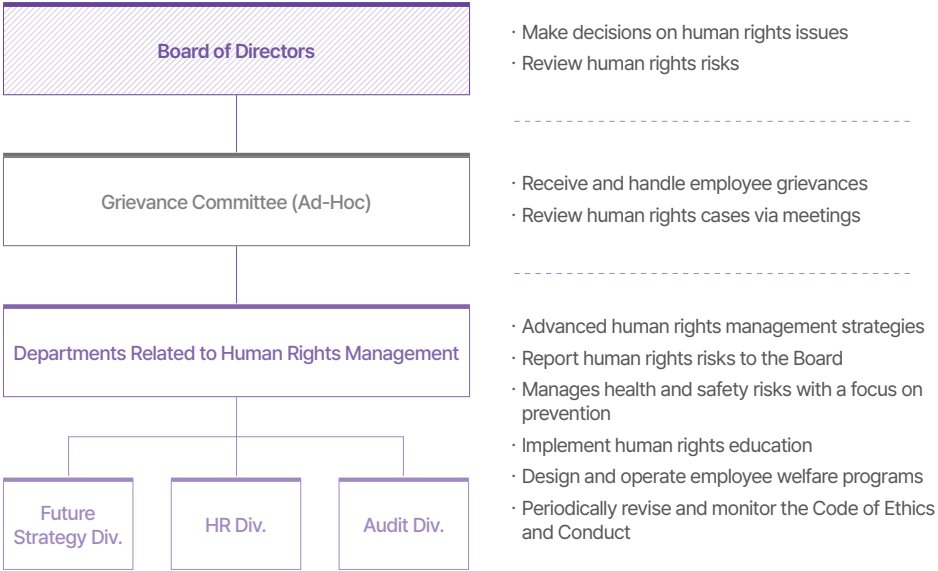 Board of Directors
· Make decisions on human rights issues
· Review human rights risks
Grievance Committee (Ad-Hoc)
· Receive and handle employee grievances
· Review human rights cases via meetings
Departments Related to Human Rights Management
· Advanced human rights management strategies
· Report human rights risks to the Board
· Manages health and safety risks with a focus on
prevention
· Implement human rights education
· Design and operate employee welfare programs
· Periodically revise and monitor the Code of Ethics
and Conduct
Future
Strategy Div.
HR Div.
Audit Div.